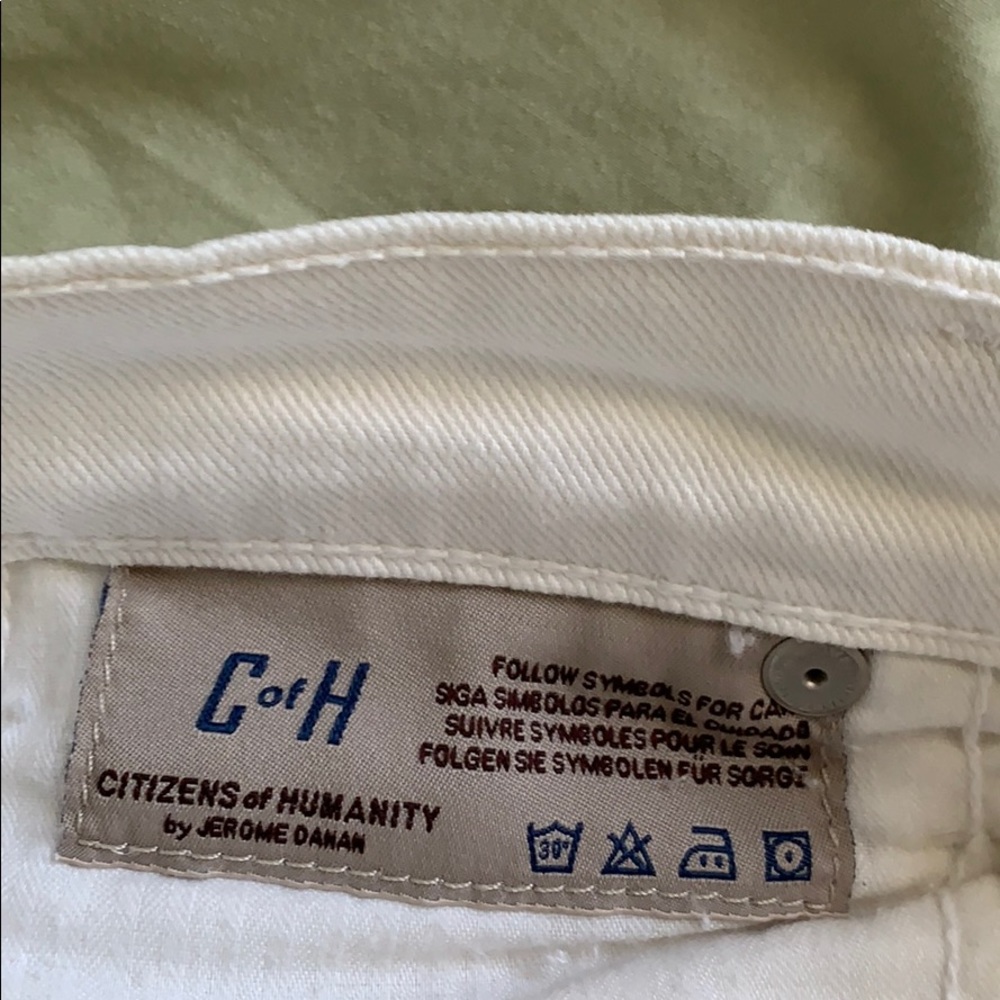 C of H
CITIZENS of HUMANITY
by JEROME DAHAN
FOLLOW SYMBOLS FOR
SIGA SIMBOLOS PARA EL CUIDADO
SUIVRE SYMBOLES POUR LE SOIN
FOLGEN SIE SYMBOLEN FÜR SORGE
30°